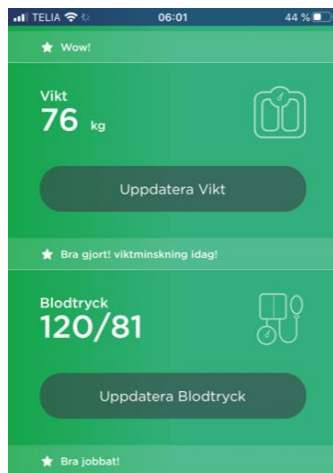 TELIA 06:01 44 %
Wow!
Vikt
76 kg
Uppdatera Vikt
Bra gjort! viktminskning idag!
Blodtryck
120/81
Uppdatera Blodtryck
Bra jobbat!